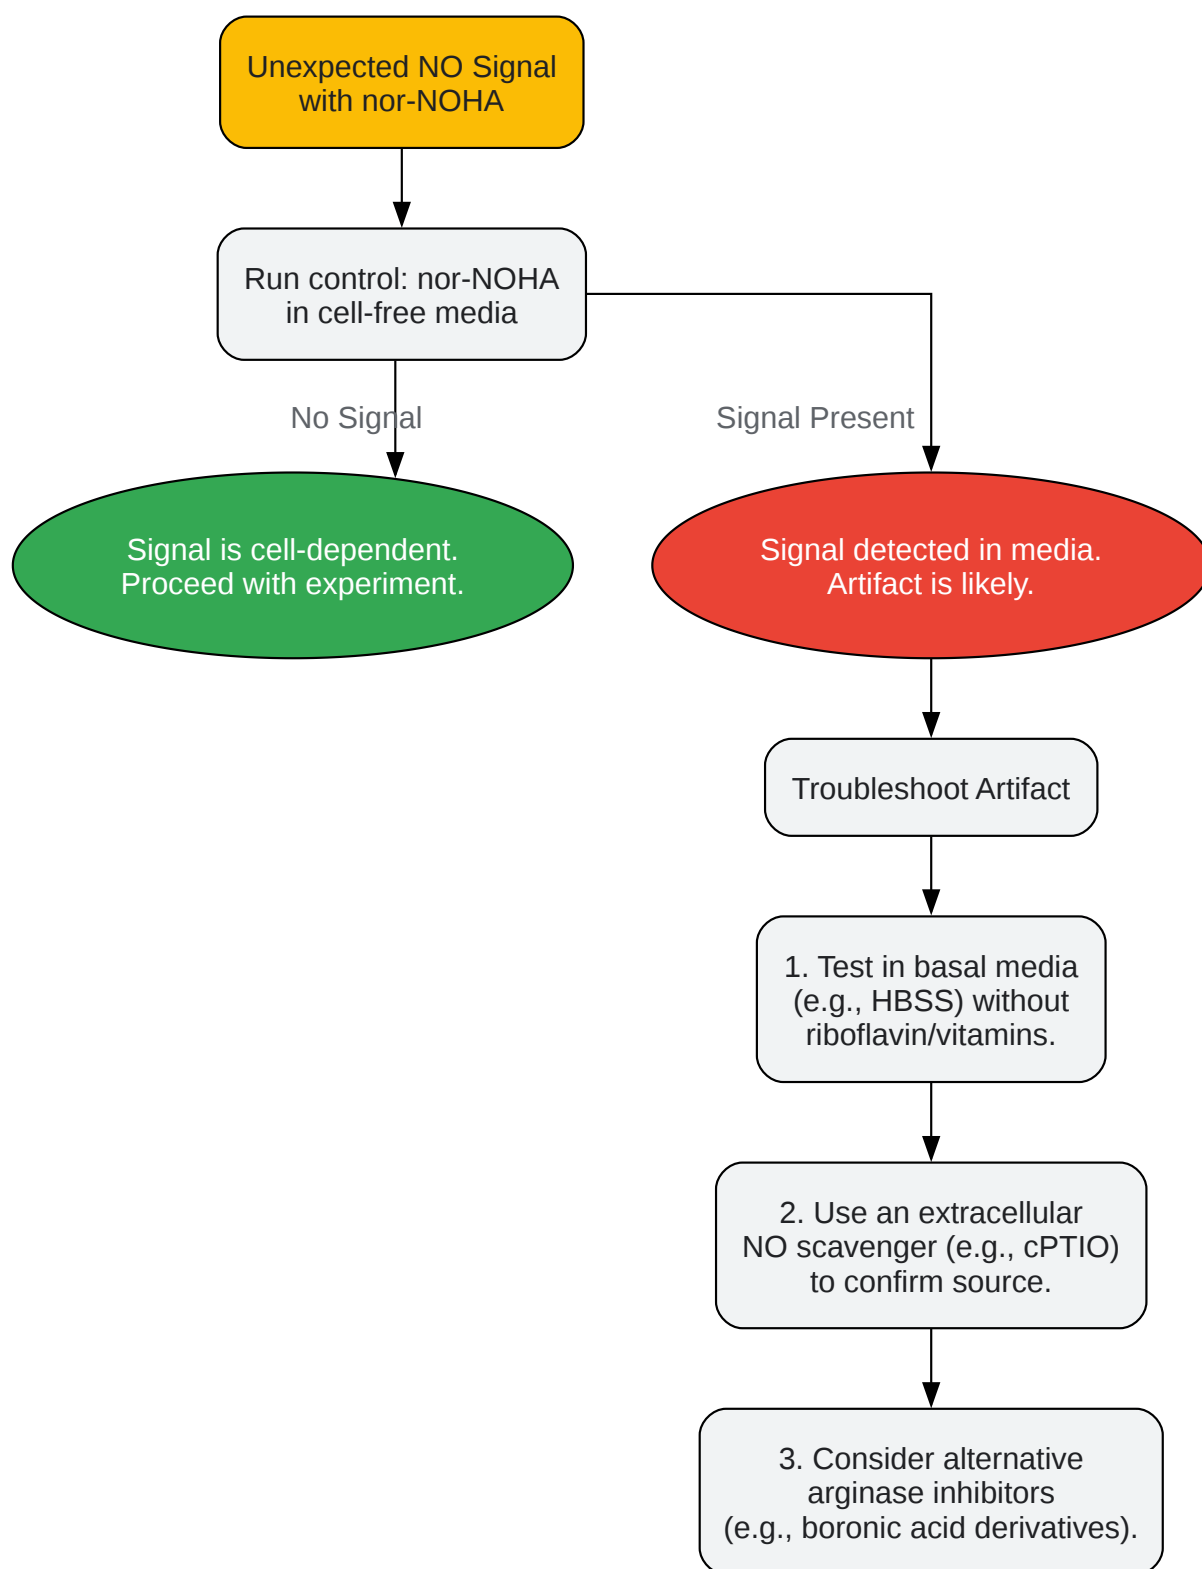 Unexpected NO Signal
with nor-NOHA
Run control: nor-NOHA
in cell-free media
No Signal
Signal Present
Signal is cell-dependent.
Proceed with experiment.
Signal detected in media.
Artifact is likely.
Troubleshoot Artifact
1. Test in basal media
(e.g., HBSS) without
riboflavin/vitamins.
2. Use an extracellular
NO scavenger (e.g., cPTIO)
to confirm source.
3. Consider alternative
arginase inhibitors
(e.g., boronic acid derivatives).